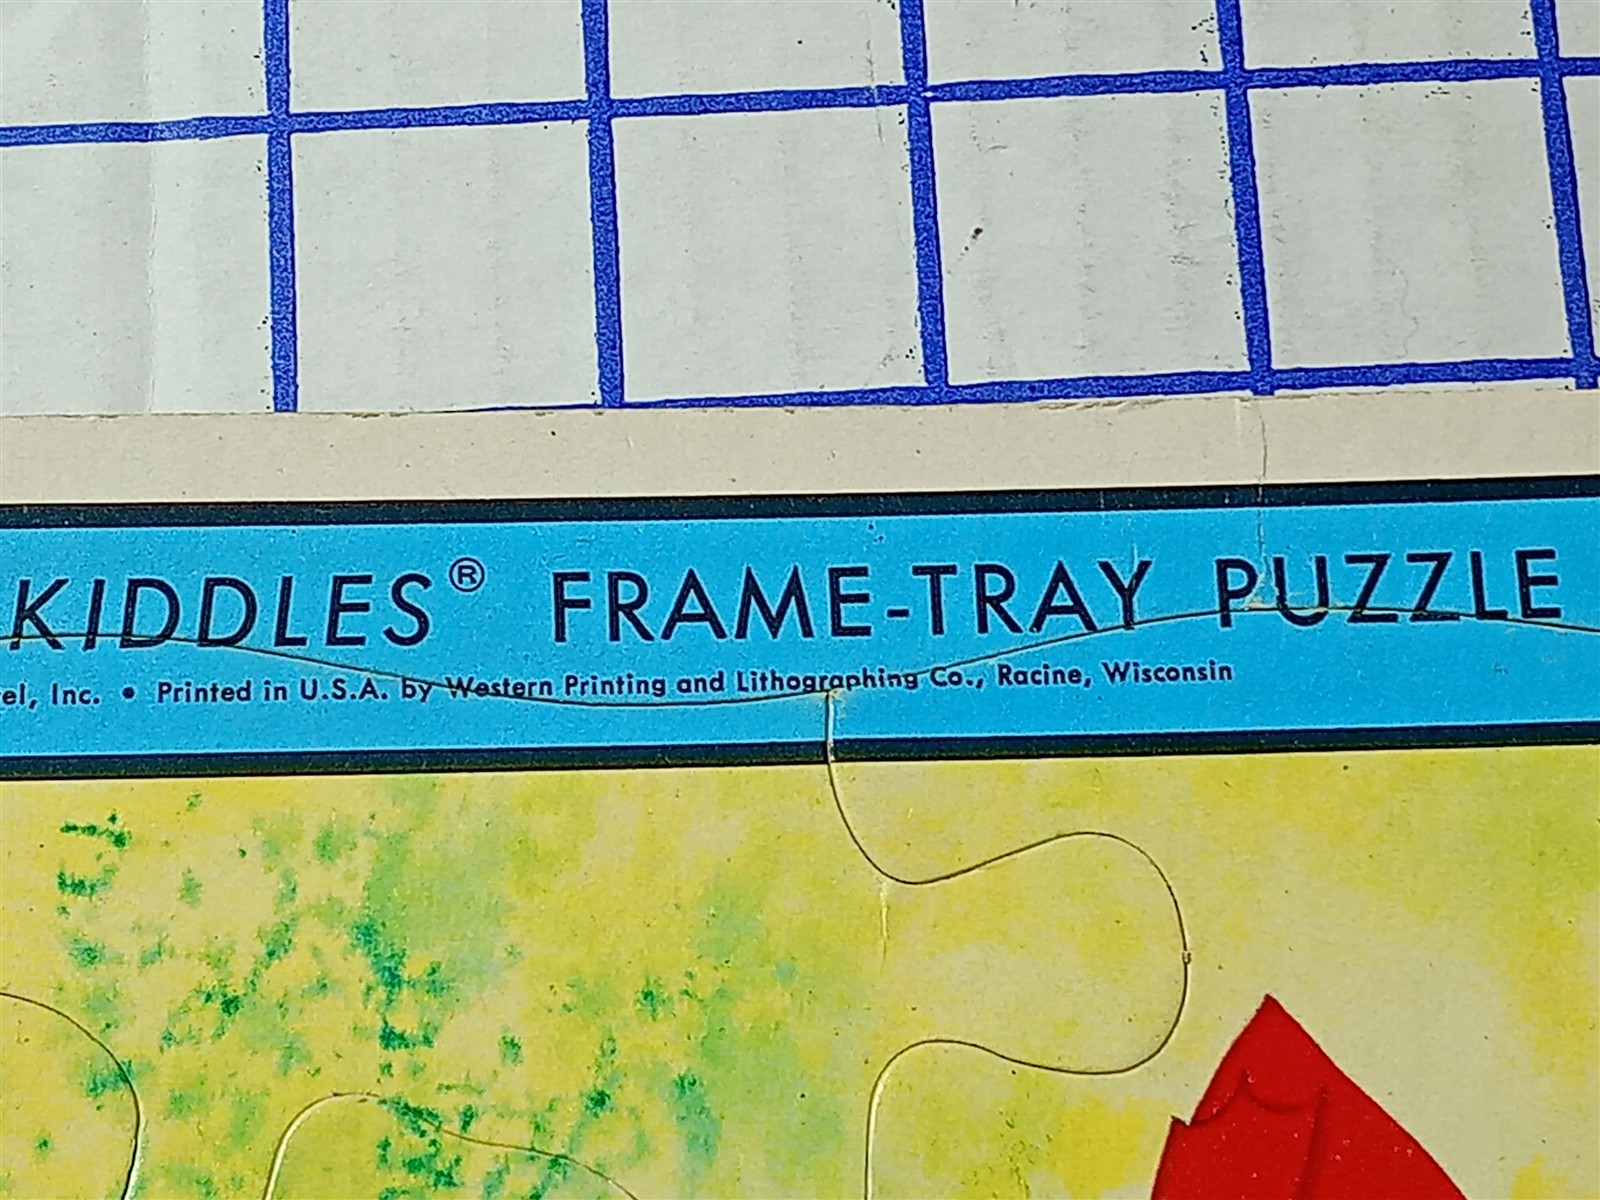 KIDDLES® FRAME-TRAY PUZZLE
el, Inc. • Printed in U.S.A. by Western Printing and Lithographing Co., Racine, Wisconsin